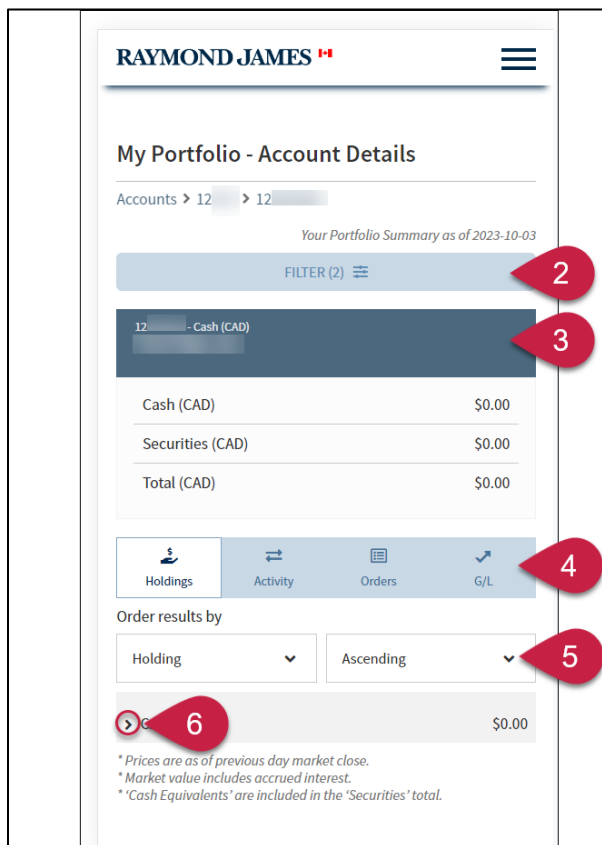 RAYMOND JAMES
My Portfolio - Account Details
Accounts > 12 > 12
Your Portfolio Summary as of 2023-10-03
FILTER (2)
2
12 - Cash (CAD)
3
Cash (CAD) $0.00
Securities (CAD) $0.00
Total (CAD) $0.00
$
Holdings Activity Orders G/L
4
Order results by
Holding Ascending
5
6 $0.00
* Prices are as of previous day market close.
* Market value includes accrued interest.
* ‘Cash Equivalents’ are included in the ‘Securities’ total.